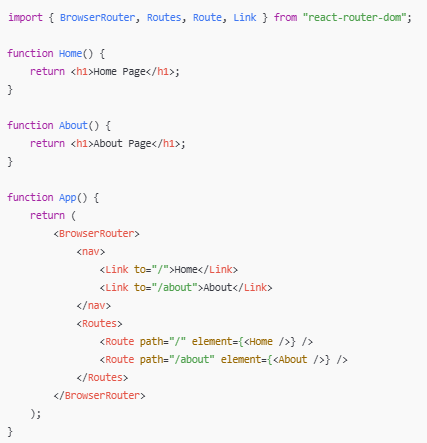 import { BrowserRouter, Routes, Route, Link } from "react-router-dom";

function Home() {
    return <h1>Home Page</h1>;
}

function About() {
    return <h1>About Page</h1>;
}

function App() {
    return (
        <BrowserRouter>
            <nav>
                <Link to="/">Home</Link>
                <Link to="/about">About</Link>
            </nav>
            <Routes>
                <Route path="/" element={<Home />} />
                <Route path="/about" element={<About />} />
            </Routes>
        </BrowserRouter>
    );
}